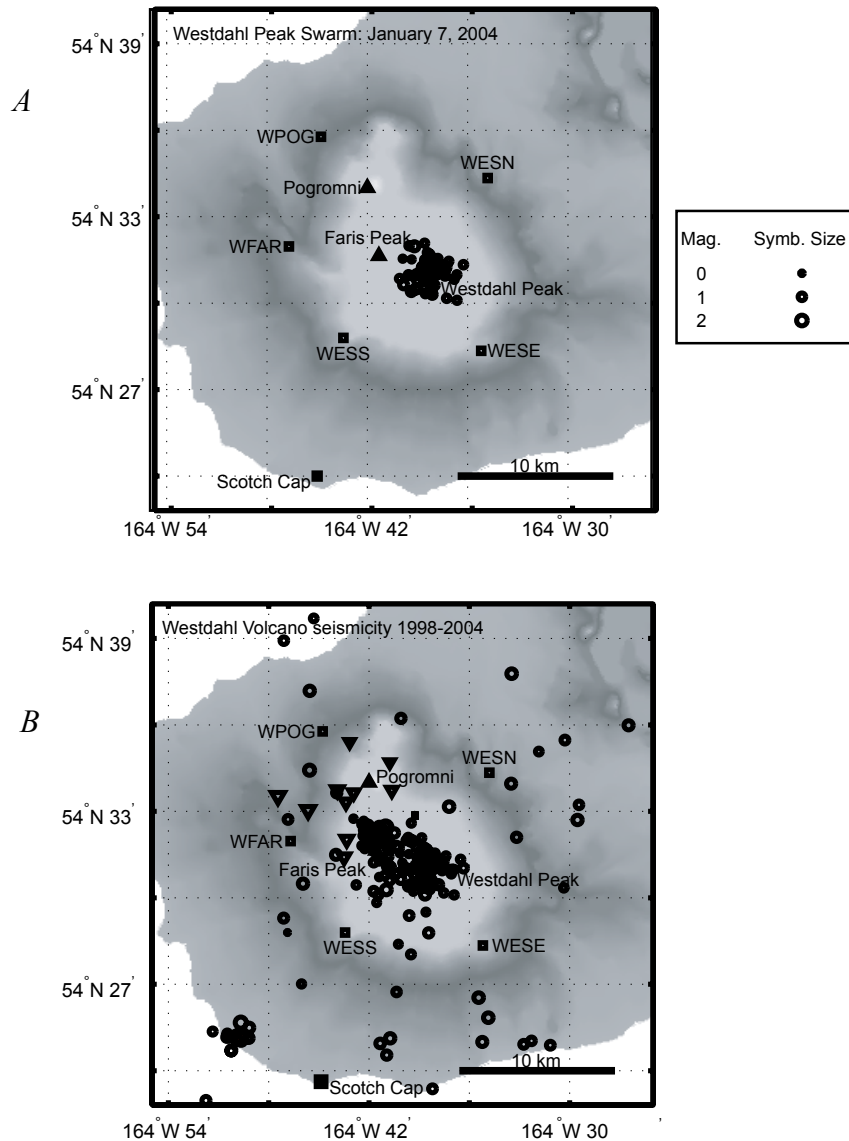 A
Westdahl Peak Swarm: January 7, 2004
54°N 39'
WPOG
WESN
Pogromni
54°N 33'
Faris Peak
WFAR
Westdahl Peak
WESS
WESE
54°N 27'
10 km
Scotch Cap
164°W 54'
164°W 42'
164°W 30'
Mag. Symb. Size
0
1
2
B
Westdahl Volcano seismicity 1998-2004
54°N 39'
WPOG
WESN
Pogromni
54°N 33'
WFAR
Faris Peak
Westdahl Peak
WESS
WESE
54°N 27'
10 km
Scotch Cap
164°W 54'
164°W 42'
164°W 30'